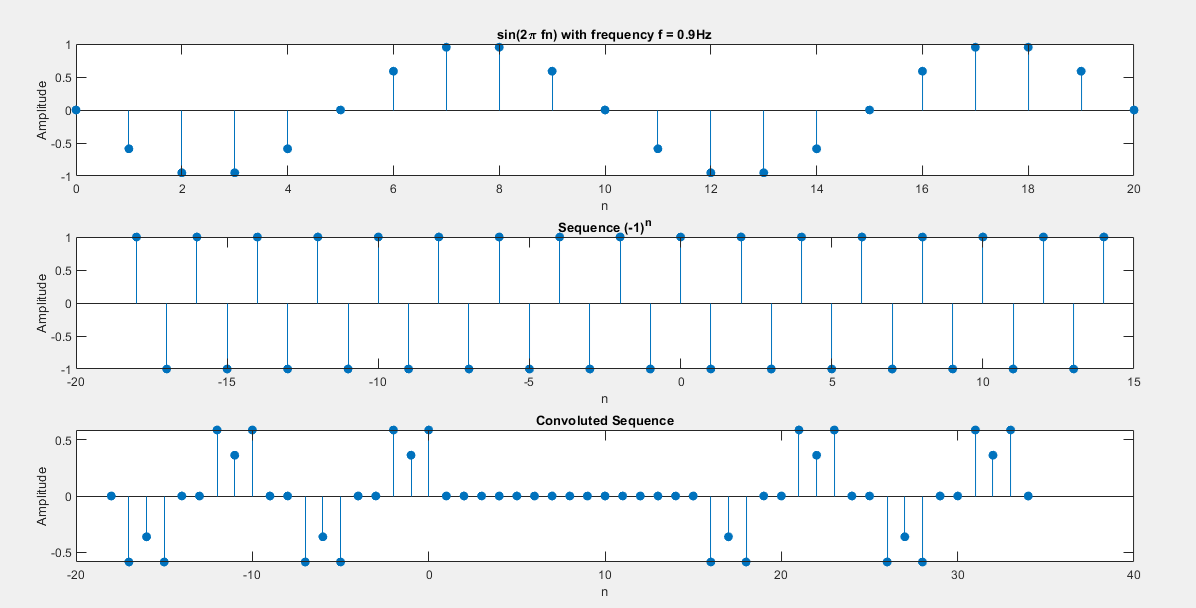 sin(2π fn) with frequency f = 0.9Hz
1
0.5
0
-0.5
-1
Amplitude
0 2 4 6 8 10 12 14 16 18 20
n
Sequence (-1)^n
1
0.5
0
-0.5
-1
Amplitude
-20 -15 -10 -5 0 5 10 15
n
Convoluted Sequence
0.5
0
-0.5
Amplitude
-20 -10 0 10 20 30 40
n